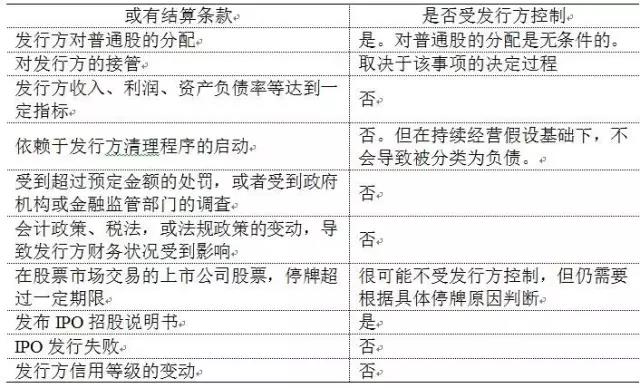 或有结算条款 是否受发行方控制
发行方对普通股的分配 是。对普通股的分配是无条件的。
对发行方的接管 取决于该事项的决定过程
发行方收入、利润、资产负债率等达到一
定指标
否
依赖于发行方清理程序的启动
否。但在持续经营假设基础下，不
会导致被分类为负债。
受到超过预定金额的处罚，或者受到政府
机构或金融监管部门的调查
否
会计政策、税法，或法规政策的变动，导
致发行方财务状况受到影响
否
在股票市场交易的上市公司股票，停牌超
过一定期限
很可能不受发行方控制，但仍需要
根据具体停牌原因判断
发布 IPO 招股说明书 是
IPO 发行失败 否
发行方信用等级的变动 否